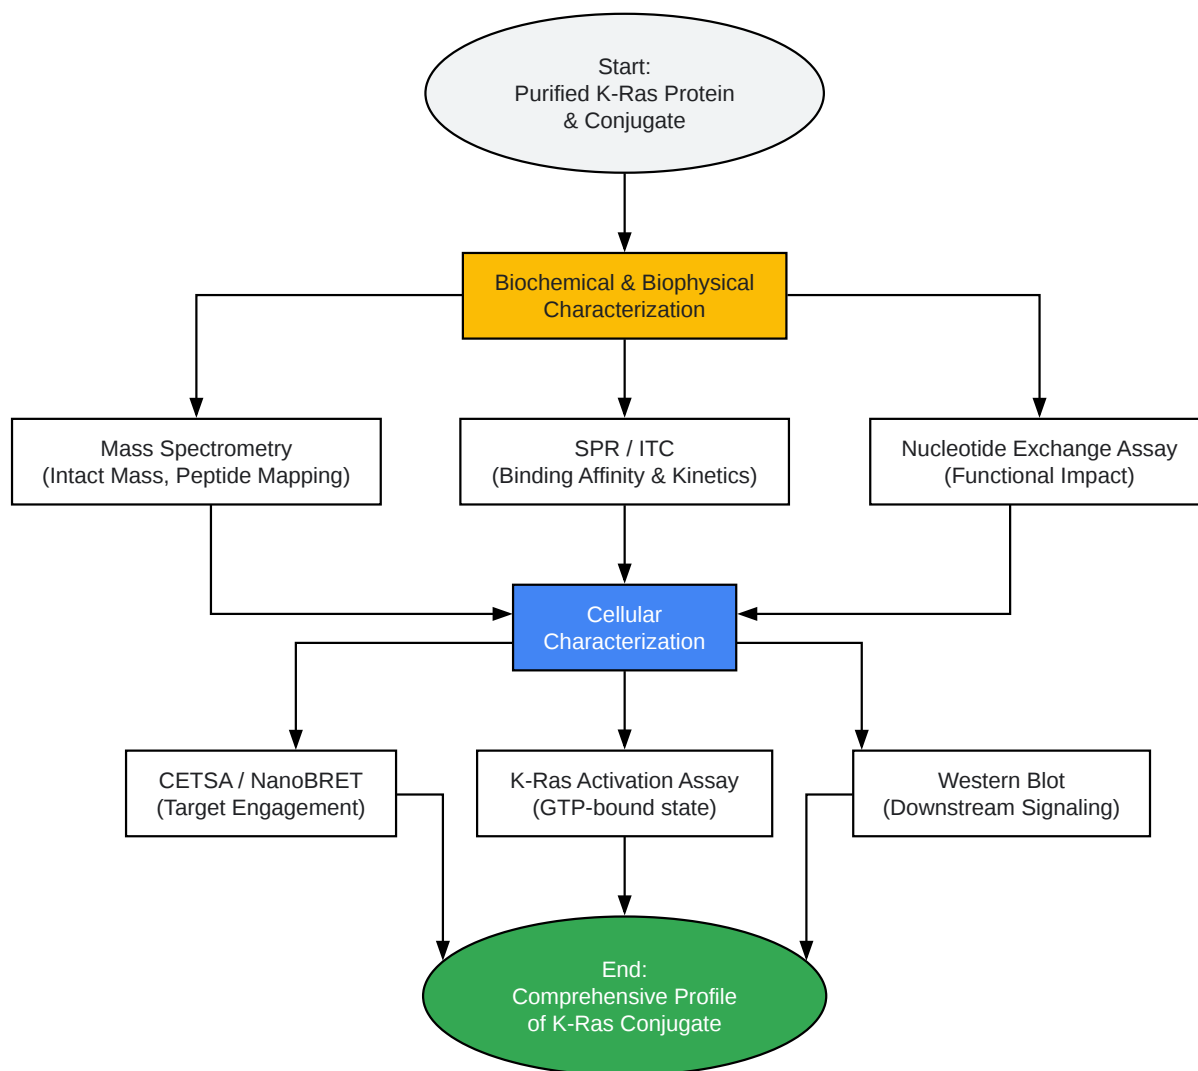 Start:
Purified K-Ras Protein
& Conjugate
Biochemical & Biophysical
Characterization
Mass Spectrometry
(Intact Mass, Peptide Mapping)
SPR / ITC
(Binding Affinity & Kinetics)
Nucleotide Exchange Assay
(Functional Impact)
Cellular
Characterization
CETSA / NanoBRET
(Target Engagement)
K-Ras Activation Assay
(GTP-bound state)
Western Blot
(Downstream Signaling)
End:
Comprehensive Profile
of K-Ras Conjugate